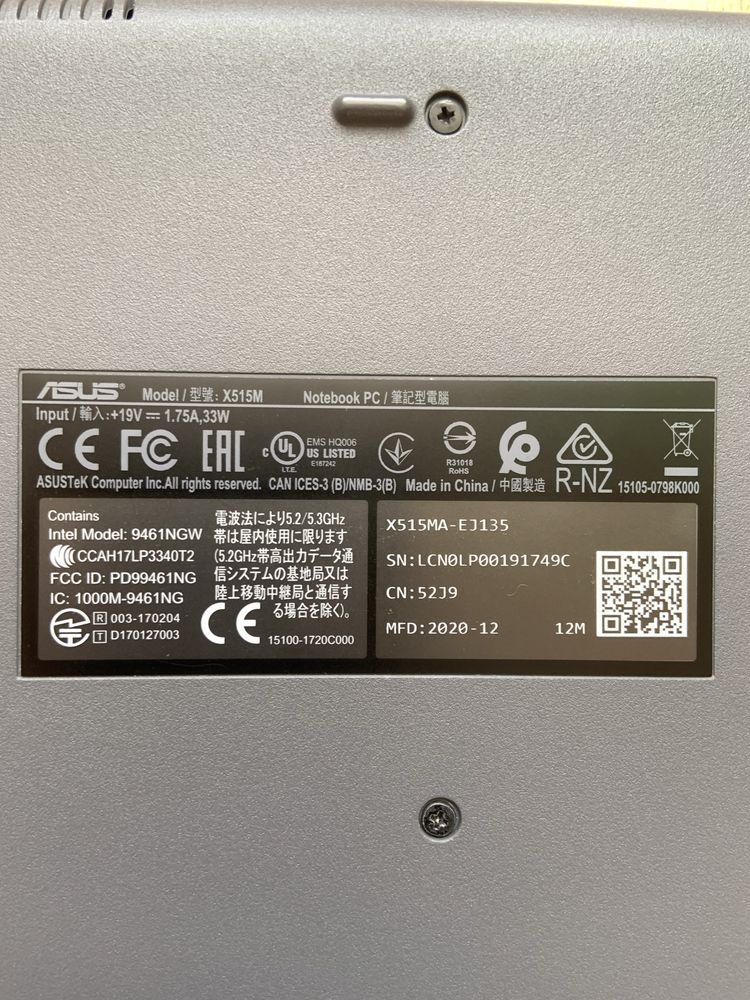 ASUS® Model / 型號: X515M Notebook PC / 筆記型電腦
Input / 輸入:+19V ⎓ 1.75A,33W
CE FC EAC c UL US LISTED I.T.E. EMS HQ006 E187242 R31018 RoHS R-NZ
ASUSTeK Computer Inc.All rights reserved. CAN ICES-3 (B)/NMB-3(B) Made in China / 中國製造 15105-0798K000
Contains
Intel Model: 9461NGW
CCAH17LP3340T2
FCC ID: PD99461NG
IC: 1000M-9461NG
R 003-170204
T D170127003
電波法により5.2/5.3GHz
帯は屋内使用に限ります
(5.2GHz帯高出力データ通
信システムの基地局又は
陸上移動中継局と通信す
る場合を除く)。
CE 15100-1720C000
X515MA-EJ135
SN:LCN0LP00191749C
CN:52J9
MFD:2020-12 12M